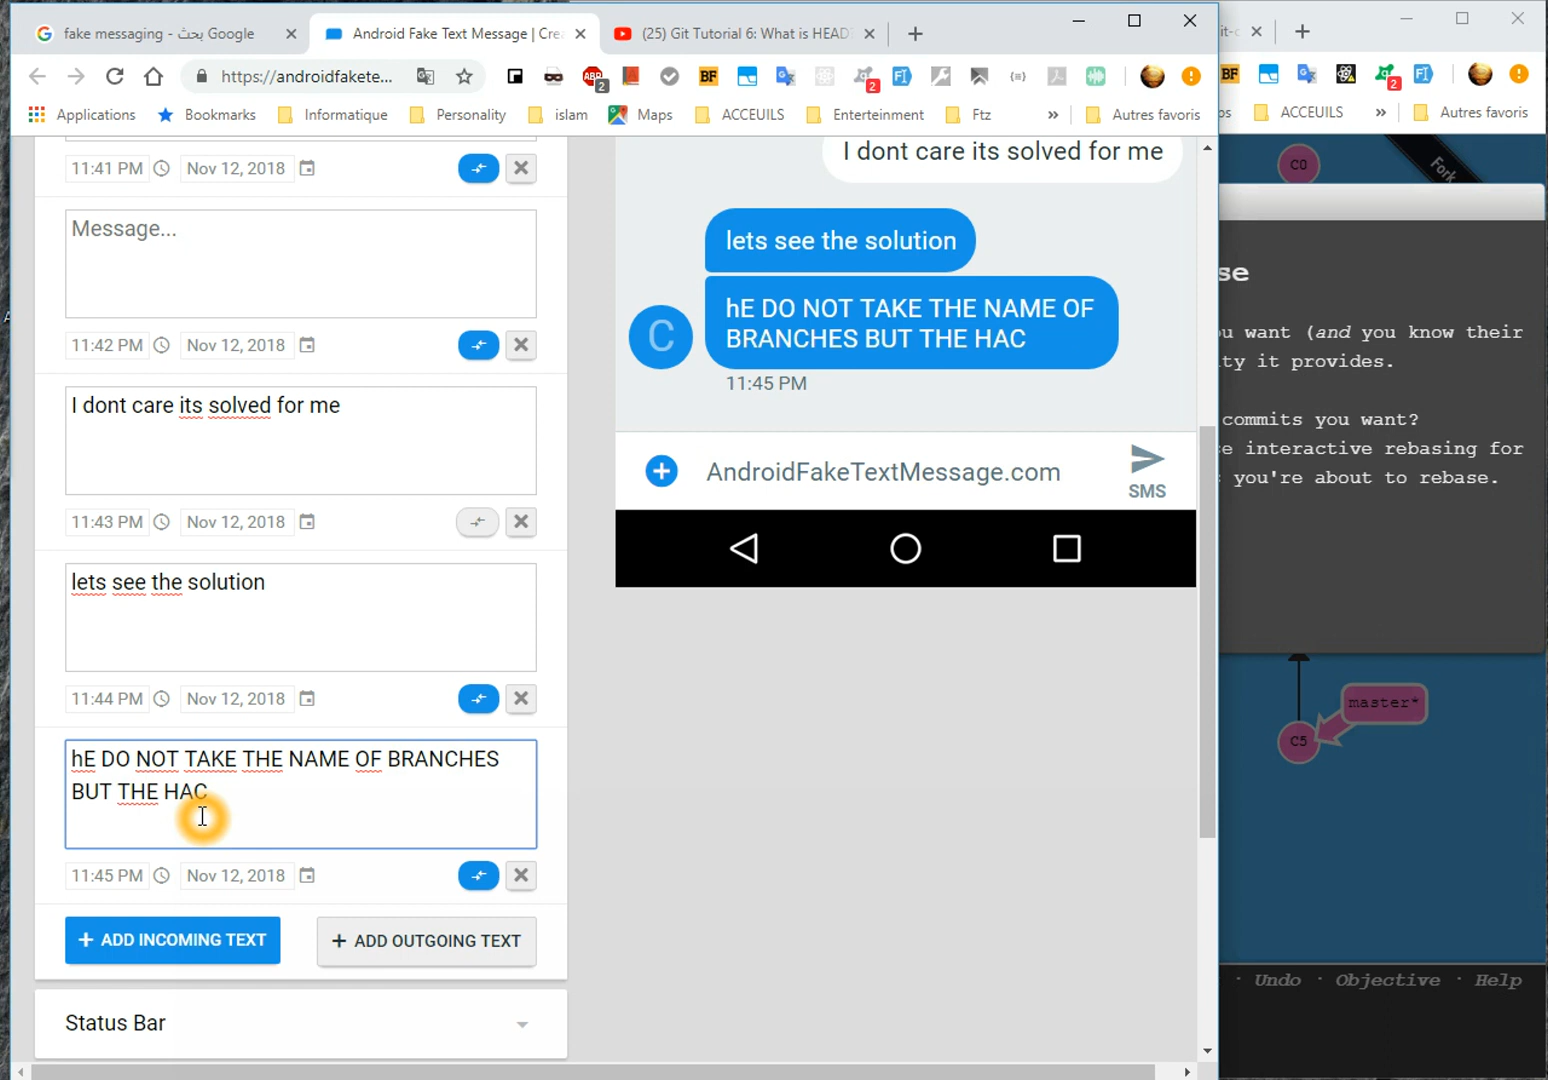 fake messaging - بحث Google
Android Fake Text Message | Cre
(25) Git Tutorial 6: What is HEAD
https://androidfakete...
Applications
Bookmarks
Informatique
Personality
islam
Maps
ACCEUILS
Enterteinement
Ftz
»
Autres favoris
ACCEUILS
»
Autres favoris
11:41 PM Nov 12, 2018
Message...
11:42 PM Nov 12, 2018
I dont care its solved for me
11:43 PM Nov 12, 2018
lets see the solution
11:44 PM Nov 12, 2018
hE DO NOT TAKE THE NAME OF BRANCHES
BUT THE HAC
11:45 PM Nov 12, 2018
+ ADD INCOMING TEXT
+ ADD OUTGOING TEXT
Status Bar
I dont care its solved for me
lets see the solution
C
hE DO NOT TAKE THE NAME OF
BRANCHES BUT THE HAC
11:45 PM
AndroidFakeTextMessage.com
SMS
C0
Fork
se
u want (and you know their
ty it provides.
commits you want?
e interactive rebasing for
you're about to rebase.
master*
C5
· Undo · Objective · Help